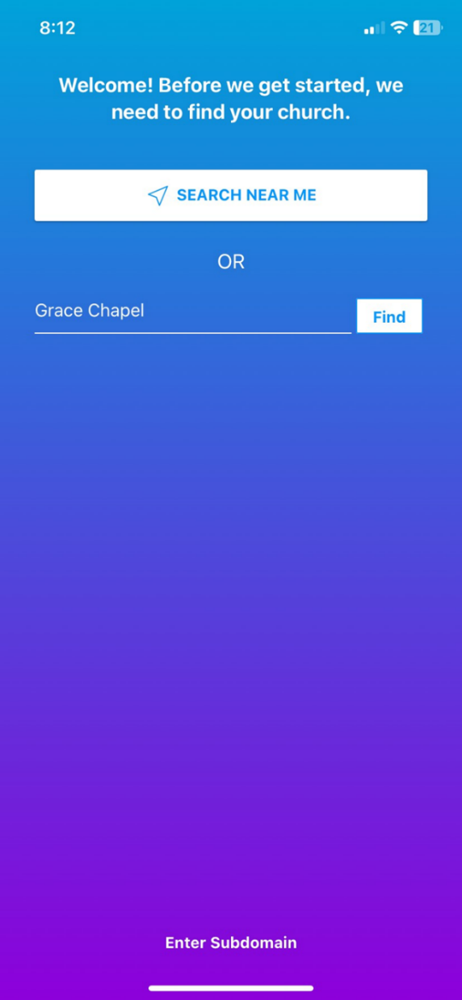 8:12
21
Welcome! Before we get started, we
need to find your church.
SEARCH NEAR ME
OR
Grace Chapel
Find
Enter Subdomain